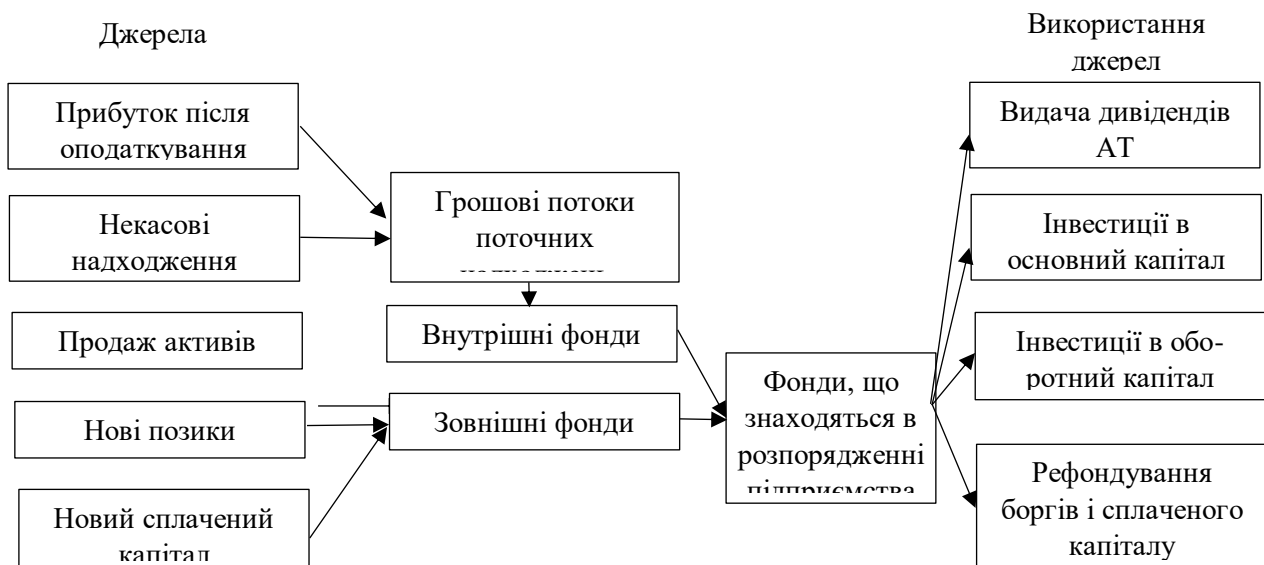 Джерела
Використання
джерел
Прибуток після
оподаткування
Некасові
надходження
Продаж активів
Нові позики
Новий сплачений
капітал
Грошові потоки
поточних
надходжень
Внутрішні фонди
Зовнішні фонди
Фонди, що
знаходяться в
розпорядженні
підприємства
Видача дивідендів
АТ
Інвестиції в
основний капітал
Інвестиції в обо-
ротний капітал
Рефондування
боргів і сплаченого
капіталу